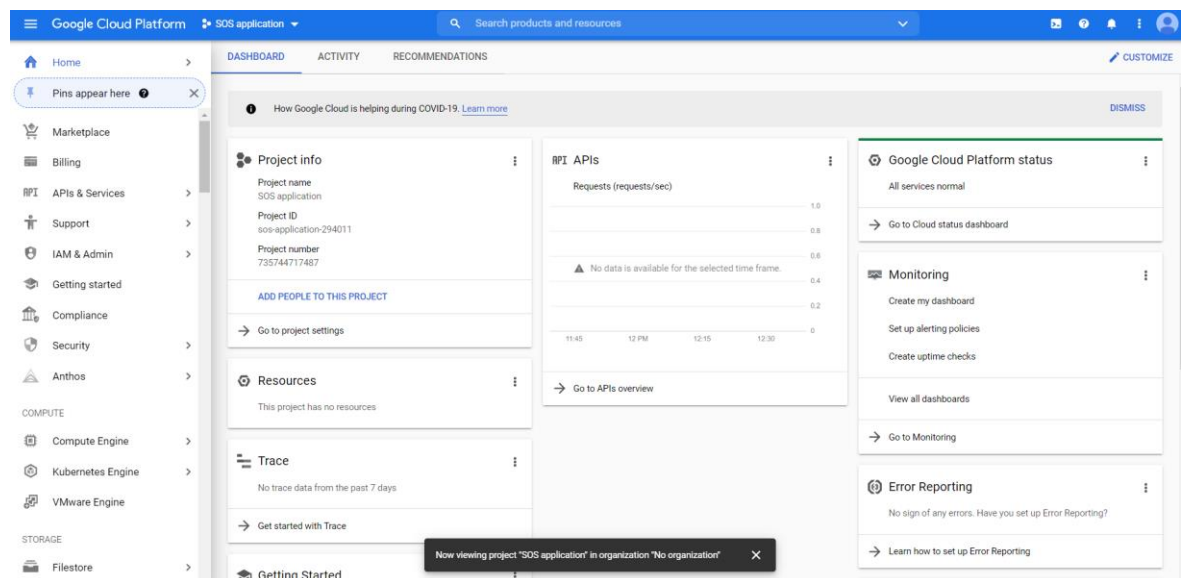 Google Cloud Platform
SOS application
Search products and resources
Home
Pins appear here
Marketplace
Billing
API APIs & Services
Support
IAM & Admin
Getting started
Compliance
Security
Anthos
COMPUTE
Compute Engine
Kubernetes Engine
VMware Engine
STORAGE
Filestore
DASHBOARD ACTIVITY RECOMMENDATIONS
CUSTOMIZE
How Google Cloud is helping during COVID-19. Learn more
DISMISS
Project info
Project name
SOS application
Project ID
sos-application-294011
Project number
735744717487
ADD PEOPLE TO THIS PROJECT
Go to project settings
Resources
This project has no resources
Trace
No trace data from the past 7 days
Get started with Trace
Getting Started
API APIs
Requests (requests/sec)
1.0
0.8
0.6
No data is available for the selected time frame.
0.4
0.2
0
11:45 12 PM 12:15 12:30
Go to APIs overview
Google Cloud Platform status
All services normal
Go to Cloud status dashboard
Monitoring
Create my dashboard
Set up alerting policies
Create uptime checks
View all dashboards
Go to Monitoring
Error Reporting
No sign of any errors. Have you set up Error Reporting?
Learn how to set up Error Reporting
Now viewing project "SOS application" in organization "No organization"